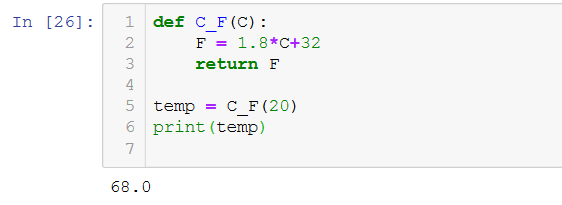 In [26]:
1 def C_F(C):
2     F = 1.8*C+32
3     return F
4
5 temp = C_F(20)
6 print(temp)
7
68.0